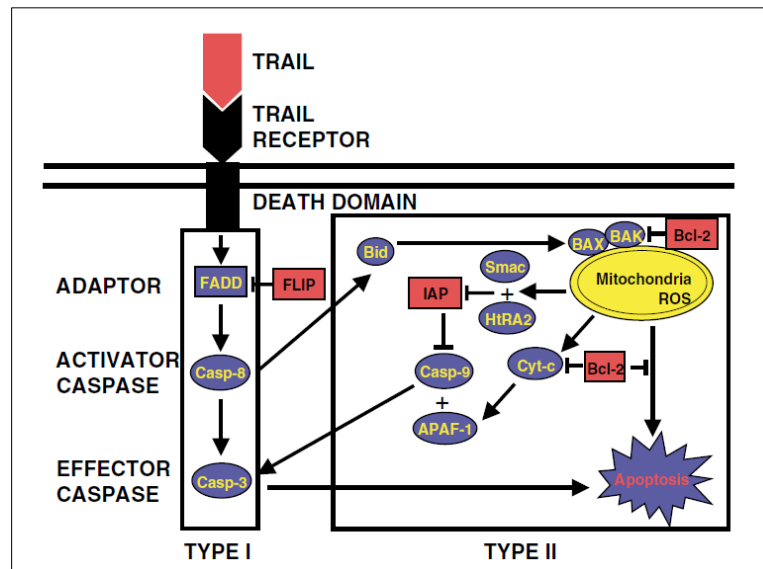 TRAIL
TRAIL
RECEPTOR
DEATH DOMAIN
Bid
BAX
BAK
Bcl-2
Smac
ADAPTOR
FADD
FLIP
IAP
+
Mitochondria
ROS
HtRA2
ACTIVATOR
CASPASE
Casp-8
Casp-9
Cyt-c
Bcl-2
+
APAF-1
EFFECTOR
CASPASE
Casp-3
Apoptosis
TYPE I
TYPE II